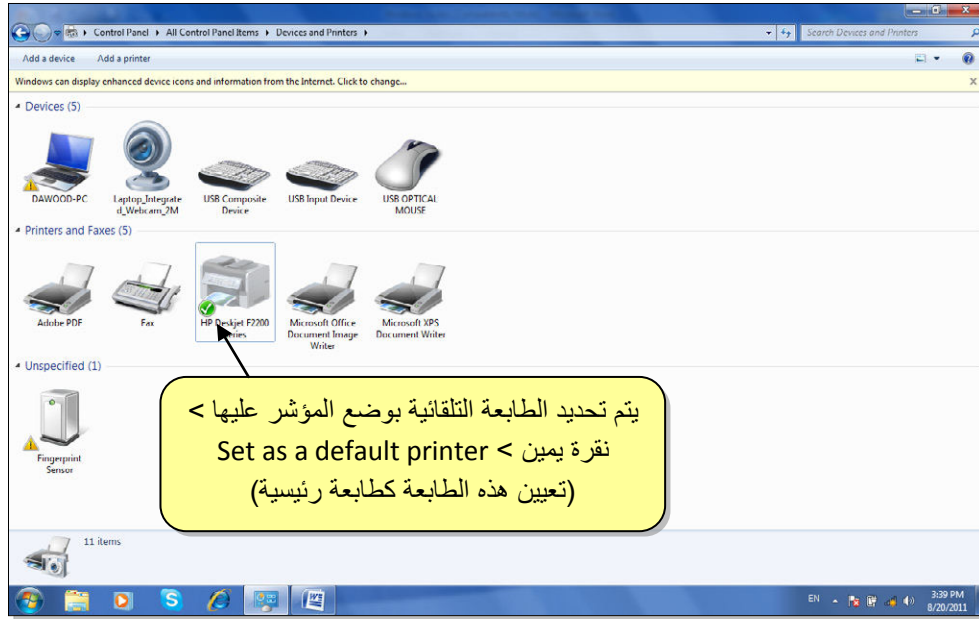 Control Panel ▸ All Control Panel Items ▸ Devices and Printers ▸
Search Devices and Printers
Add a device Add a printer
Windows can display enhanced device icons and information from the Internet. Click to change...
Devices (5)
DAWOOD-PC
Laptop_Integrate
d_Webcam_2M
USB Composite
Device
USB Input Device
USB OPTICAL
MOUSE
Printers and Faxes (5)
Adobe PDF
Fax
HP Deskjet F2200
Microsoft Office
Document Image
Writer
Microsoft XPS
Document Writer
Unspecified (1)
Fingerprint
Sensor
يتم تحديد الطابعة التلقائية بوضع المؤشر عليها >
نقرة يمين > Set as a default printer
(تعيين هذه الطابعة كطابعة رئيسية)
11 items
EN
3:39 PM
8/20/2011